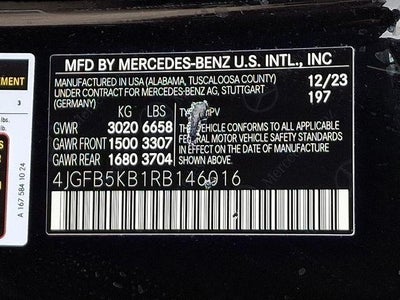 MFD BY MERCEDES-BENZ U.S. INTL., INC
MANUFACTURED IN USA (ALABAMA, TUSCALOOSA COUNTY)
UNDER CONTRACT FOR MERCEDES-BENZ AG, STUTTGART
(GERMANY)
12/23
197
KG LBS
GVWR 3020 6658
GAWR FRONT 1500 3307
GAWR REAR 1680 3704
MPV
VEHICLE CONFORMS TO ALL APPLICABLE
FEDERAL MOTOR VEHICLE SAFETY STANDARDS
IN EFFECT ON THE DATE OF MANUFACTURE
SHOWN ABOVE.
4JGFB5KB1RB146016
A 167 584 10 24
3